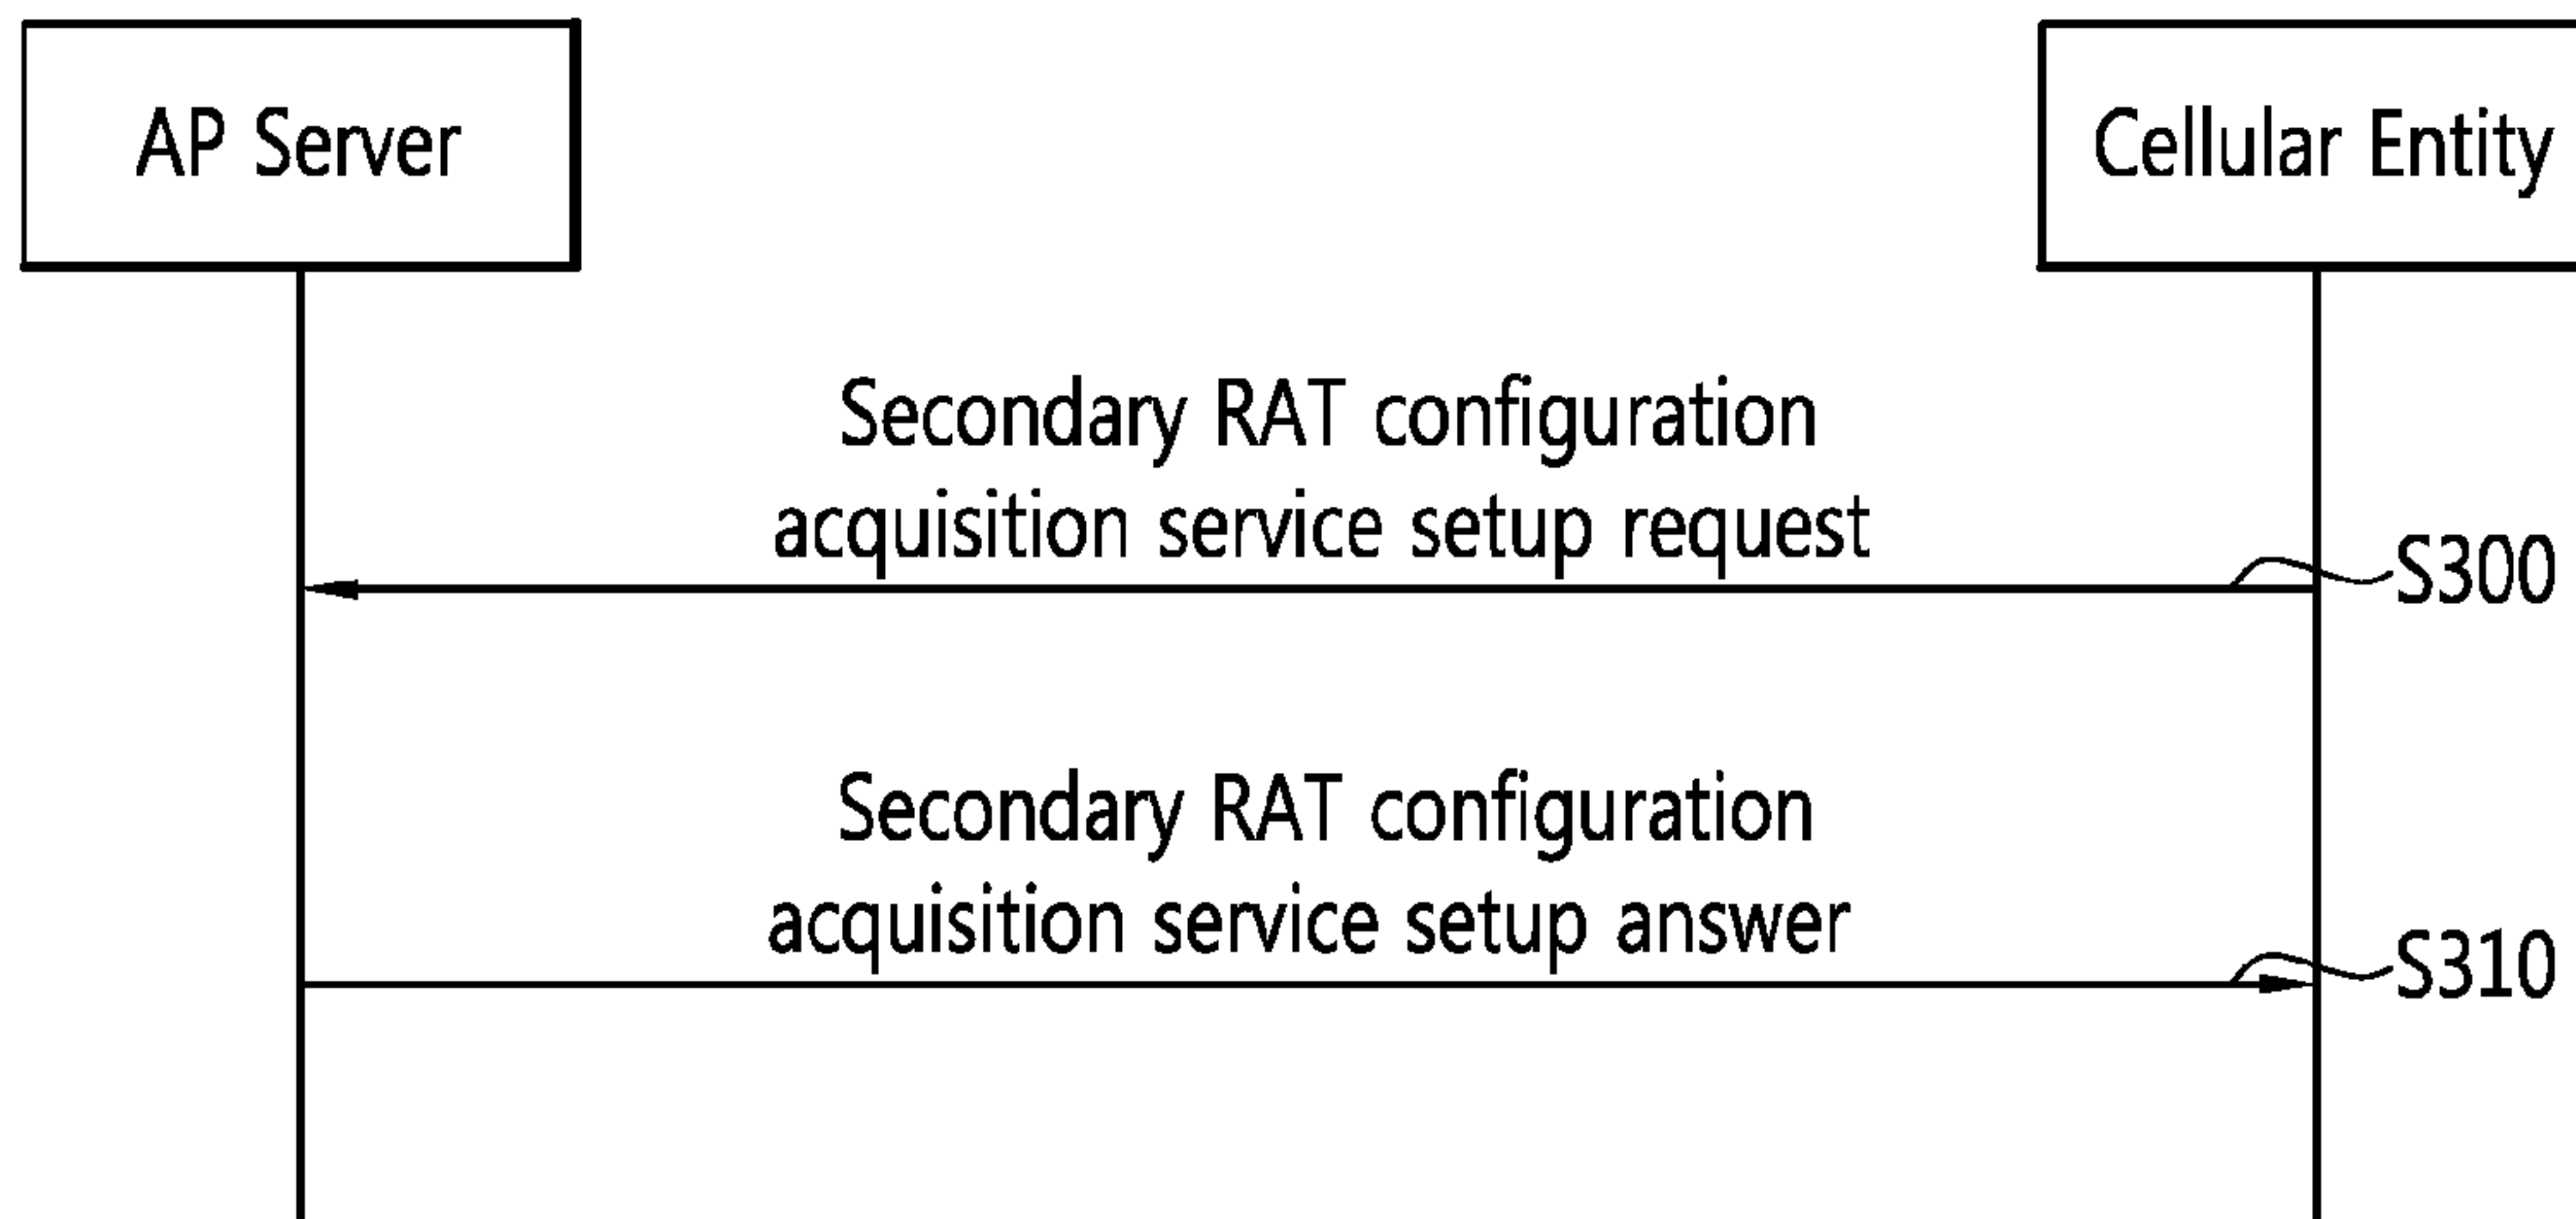 AP Server
Cellular Entity
Secondary RAT configuration
acquisition service setup request
S300
Secondary RAT configuration
acquisition service setup answer
S310